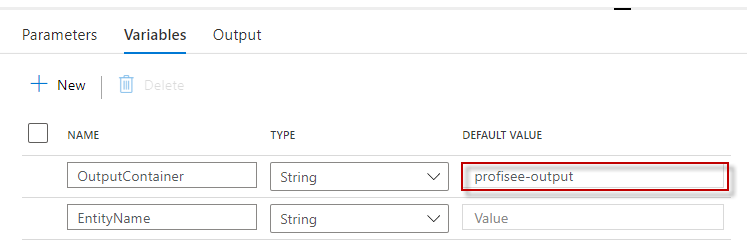 Parameters Variables Output
New Delete
NAME TYPE DEFAULT VALUE
OutputContainer String profisee-output
EntityName String Value